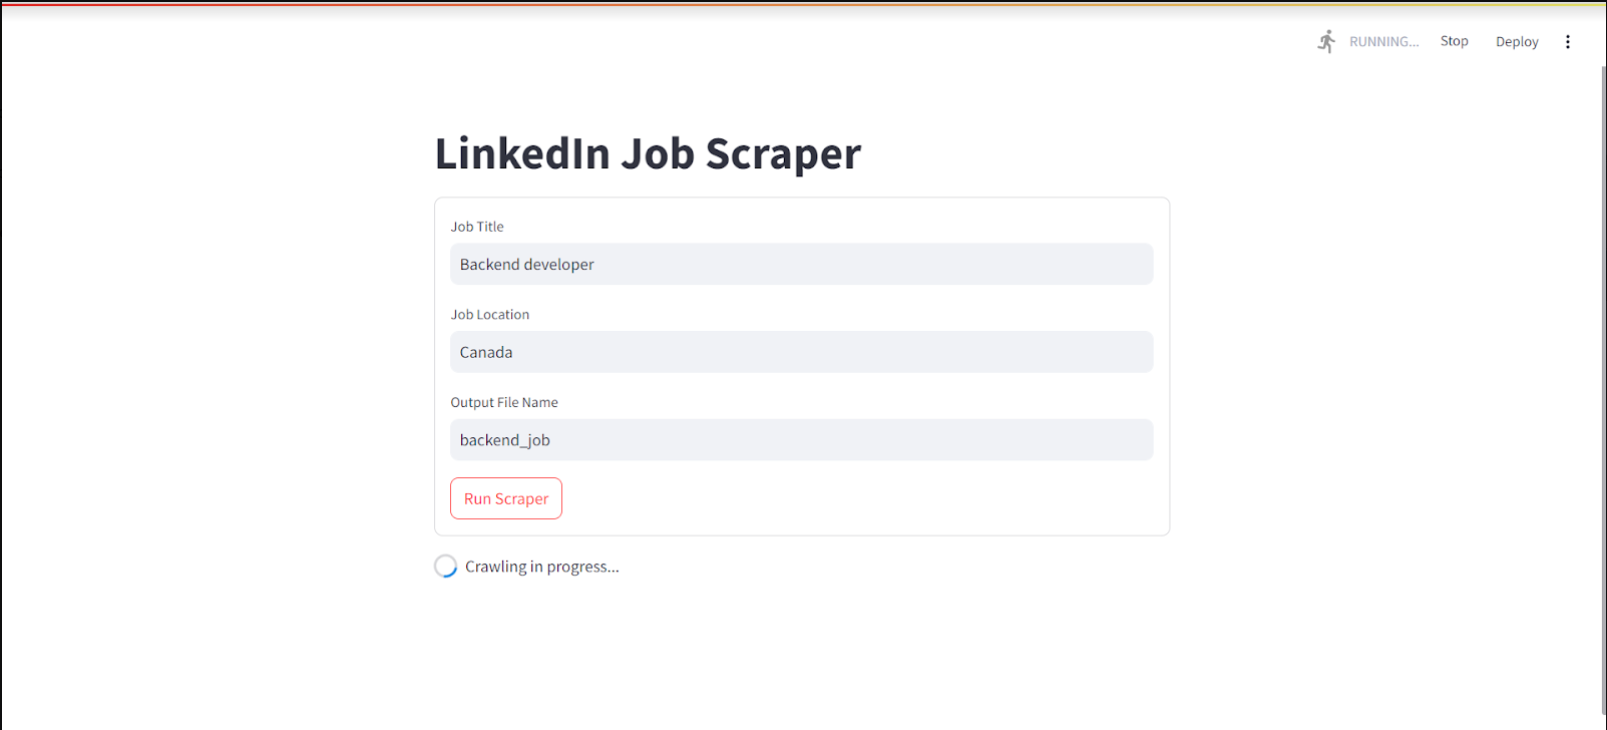 RUNNING...
Stop
Deploy
LinkedIn Job Scraper
Job Title
Backend developer
Job Location
Canada
Output File Name
backend_job
Run Scraper
Crawling in progress...